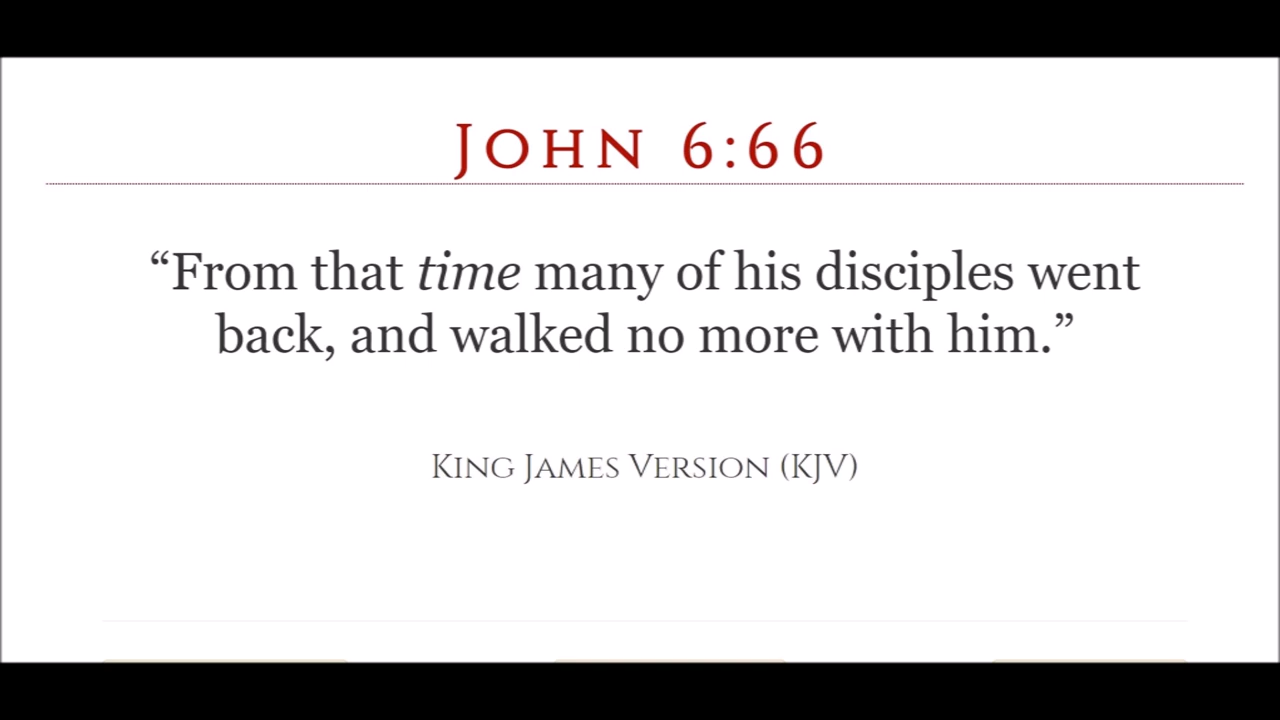 John 6:66
“From that time many of his disciples went
back, and walked no more with him.”
King James Version (KJV)